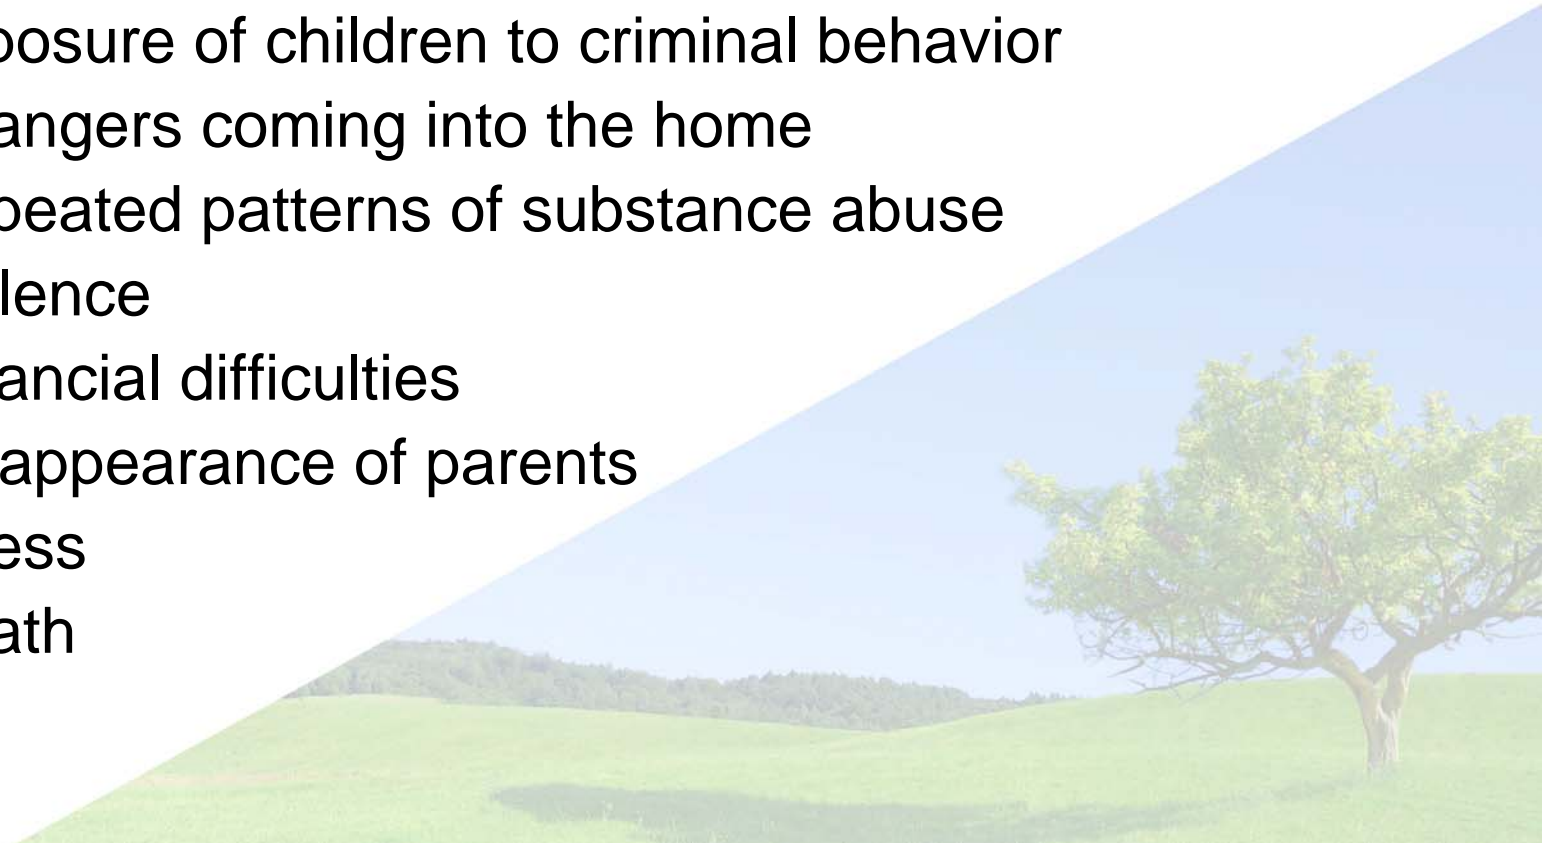 posure of children to criminal behavior
angers coming into the home
peated patterns of substance abuse
lence
ancial difficulties
appearance of parents
ess
ath